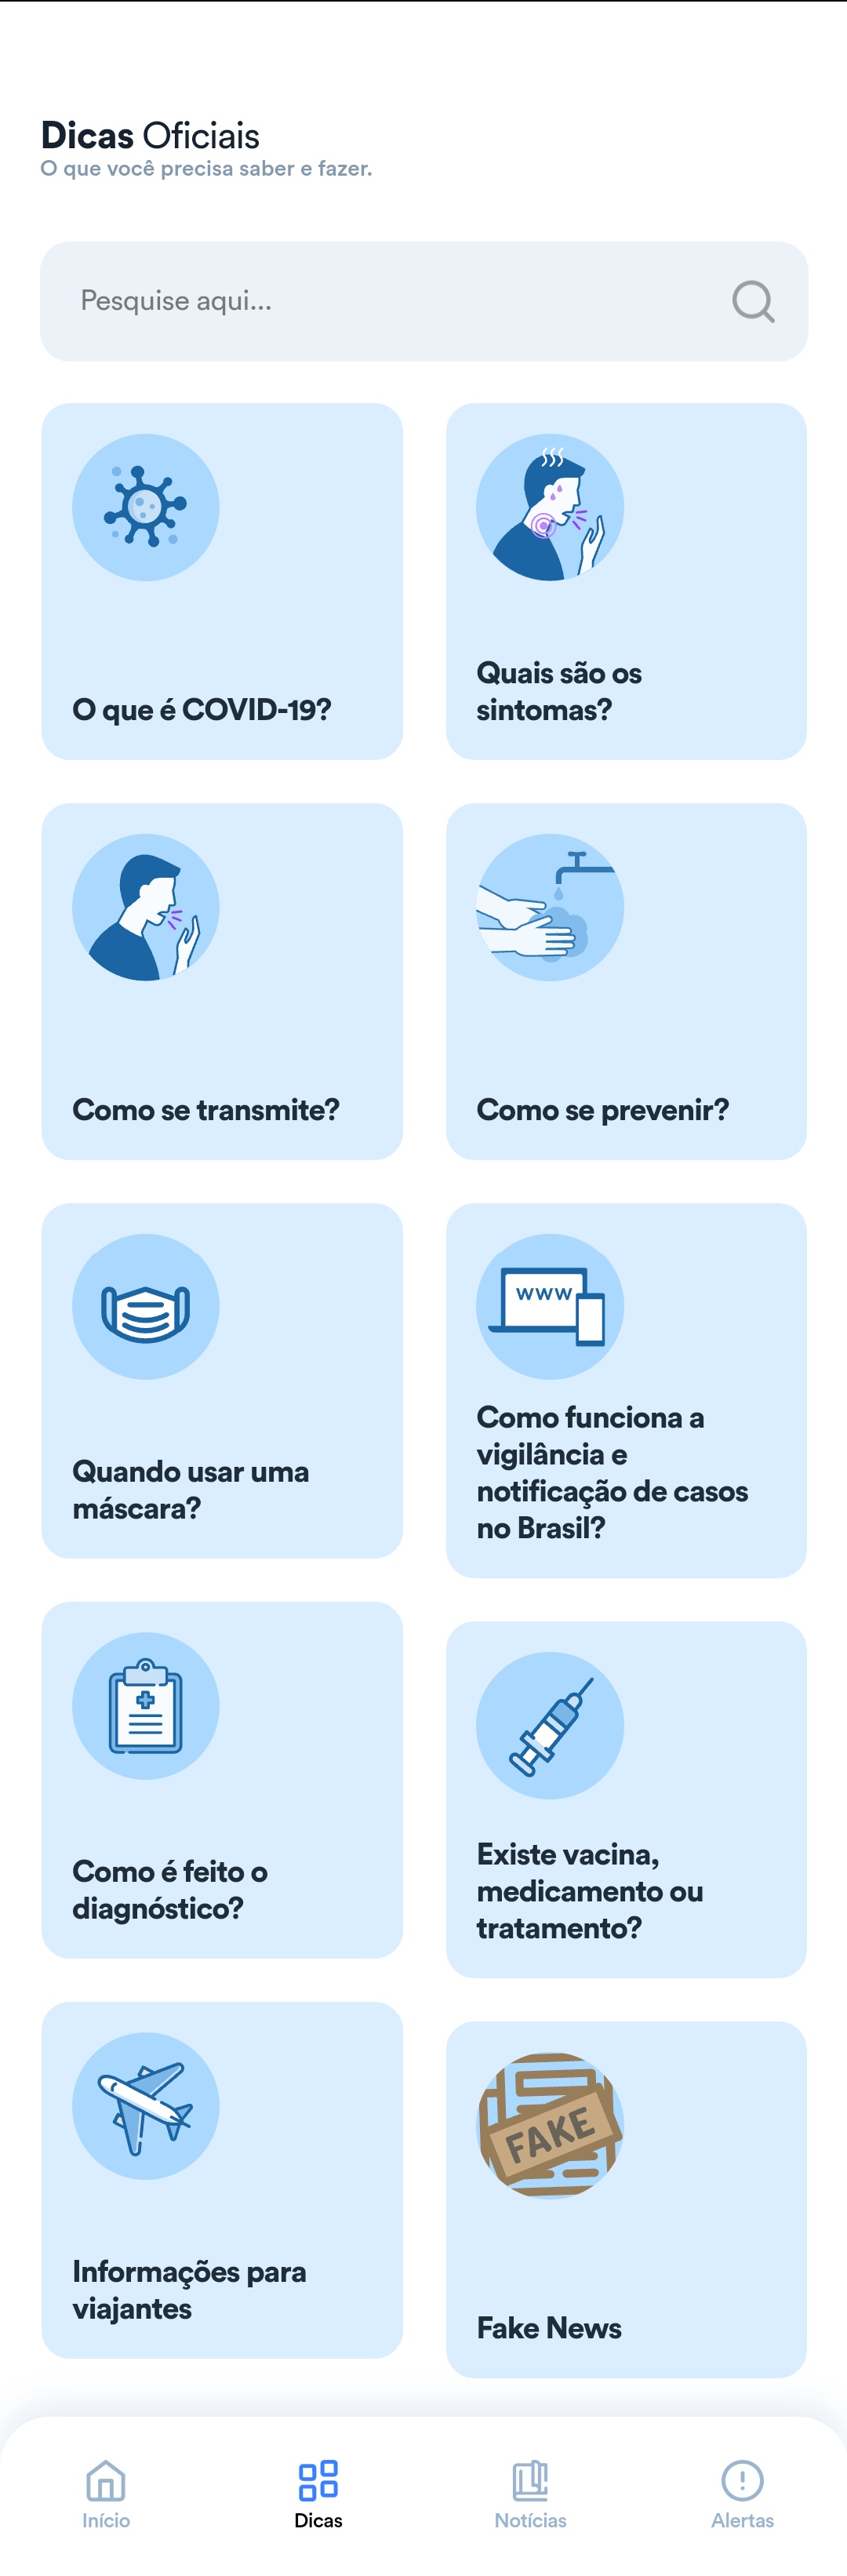 Dicas Oficiais
O que você precisa saber e fazer.
Pesquise aqui...
O que é COVID-19?
Quais são os
sintomas?
Como se transmite?
Como se prevenir?
Quando usar uma
máscara?
WWW
Como funciona a
vigilância e
notificação de casos
no Brasil?
Como é feito o
diagnóstico?
Existe vacina,
medicamento ou
tratamento?
Informações para
viajantes
FAKE
Fake News
Início
Dicas
Notícias
Alertas